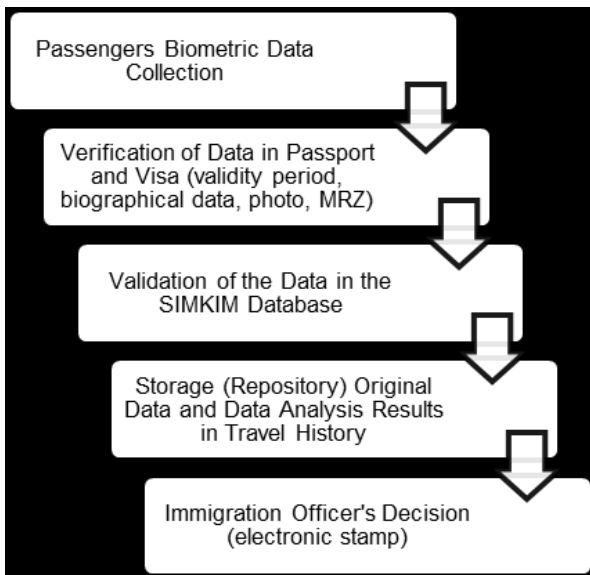 Passengers Biometric Data
Collection
Verification of Data in Passport
and Visa (validity period,
biographical data, photo, MRZ)
Validation of the Data in the
SIMKIM Database
Storage (Repository) Original
Data and Data Analysis Results
in Travel History
Immigration Officer's Decision
(electronic stamp)